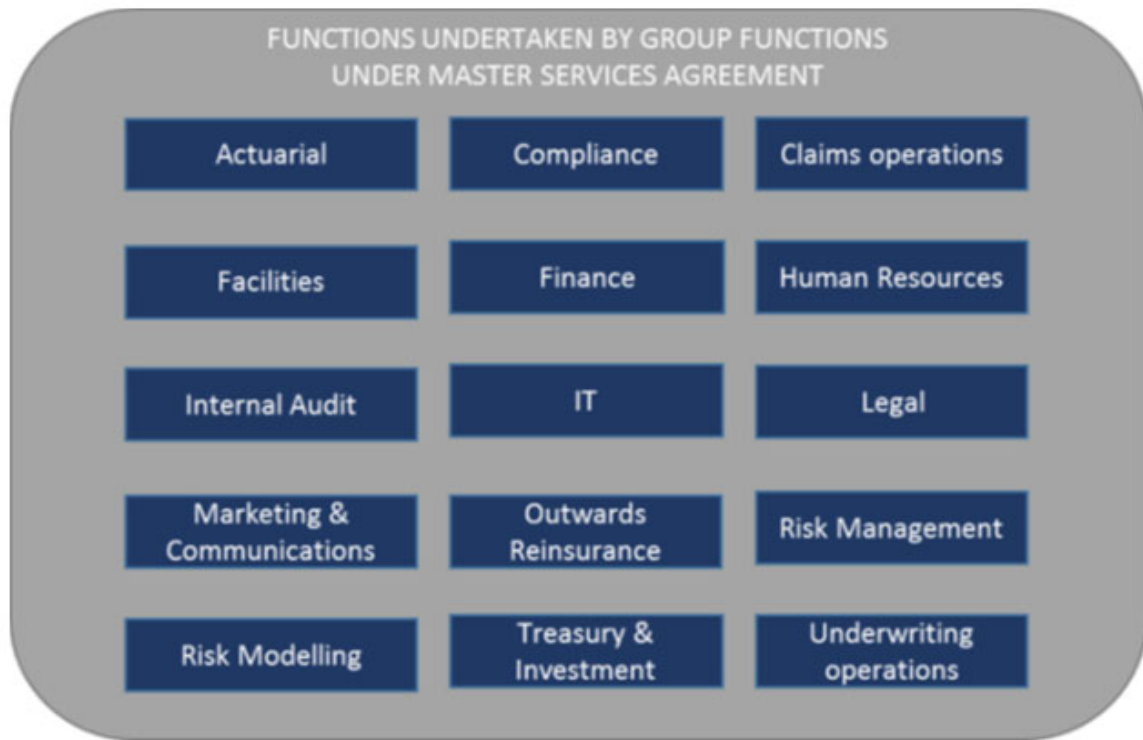 FUNCTIONS UNDERTAKEN BY GROUP FUNCTIONS
UNDER MASTER SERVICES AGREEMENT
Actuarial
Compliance
Claims operations
Facilities
Finance
Human Resources
Internal Audit
IT
Legal
Marketing &
Communications
Outwards
Reinsurance
Risk Management
Risk Modelling
Treasury &
Investment
Underwriting
operations